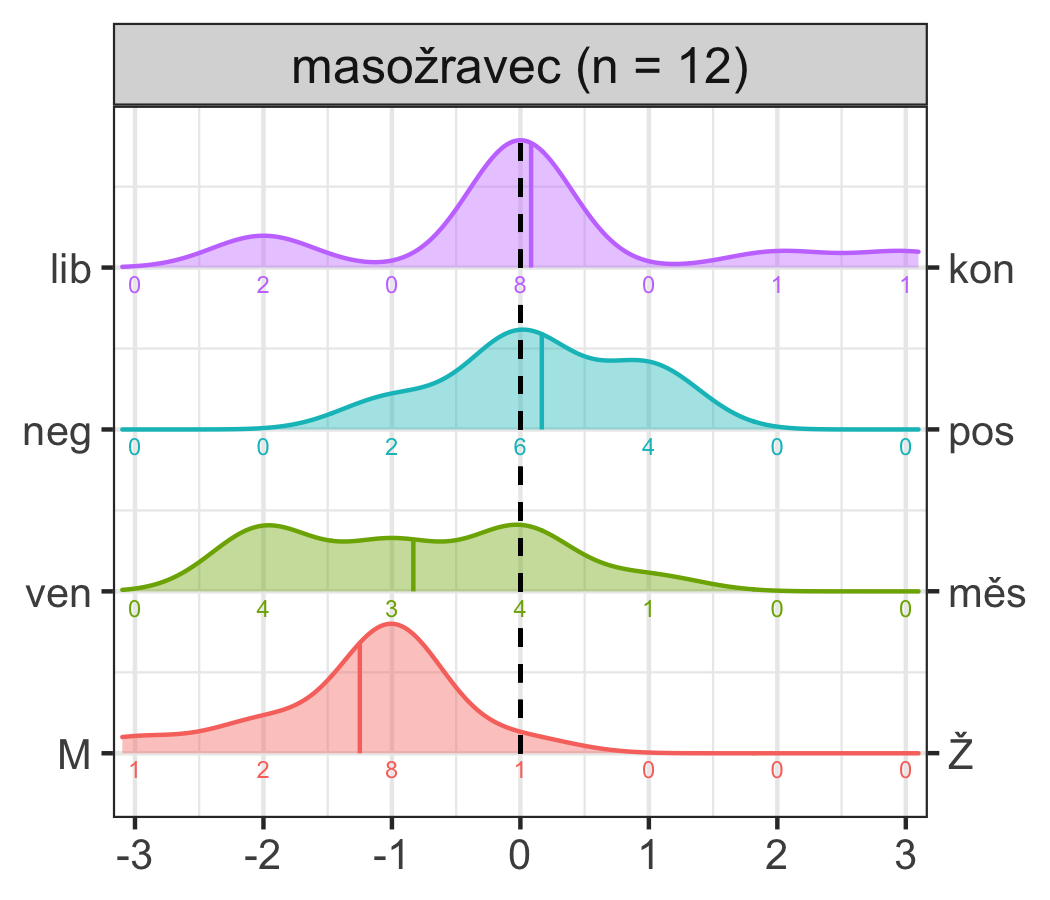 masožravec (n = 12)
lib kon
0 2 0 8 0 1 1
neg pos
0 0 2 6 4 0 0
ven měs
0 4 3 4 1 0 0
M Ž
1 2 8 1 0 0 0
-3 -2 -1 0 1 2 3